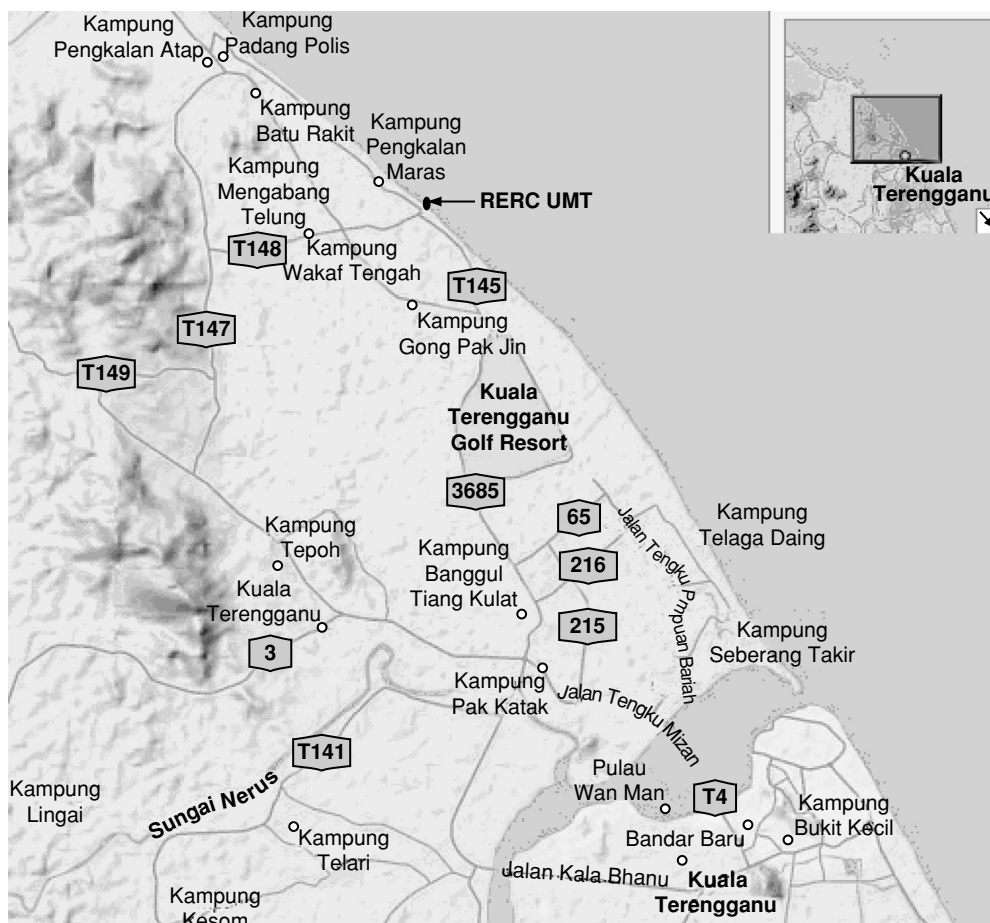 Kampung
Pengkalan Atap
Kampung
Padang Polis
Kampung
Batu Rakit
Kampung
Pengkalan
Maras
Kampung
Mengabang
Telung
RERC UMT
Kuala
Terengganu
T148
Kampung
Wakaf Tengah
T145
T147
Kampung
Gong Pak Jin
T149
Kuala
Terengganu
Golf Resort
3685
65
Jalan Tengku Pmpuan Bariah
Kampung
Telaga Daing
Kampung
Tepoh
Kampung
Banggul
Tiang Kulat
216
Kuala
Terengganu
215
3
Kampung
Seberang Takir
Kampung
Pak Katak
Jalan Tengku Mizan
T141
Pulau
Wan Man
T4
Kampung
Lingai
Sungai Nerus
Kampung
Bukit Kecil
Bandar Baru
Kampung
Telari
Jalan Kala Bhanu
Kuala
Terengganu
Kampung
Kesom